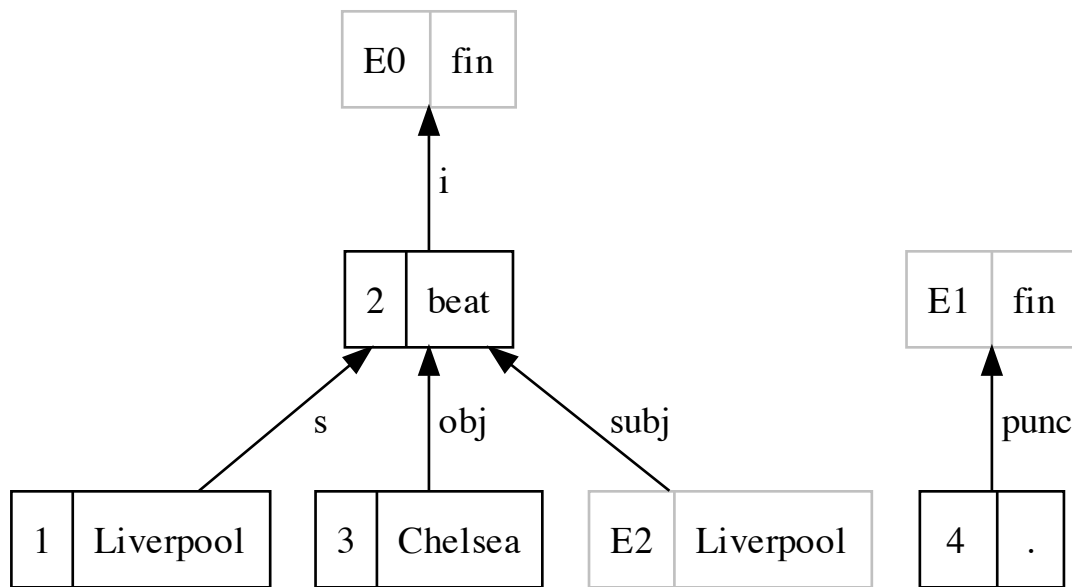 E0 fin
i
2 beat E1 fin
s obj subj punc
1 Liverpool 3 Chelsea E2 Liverpool 4 .